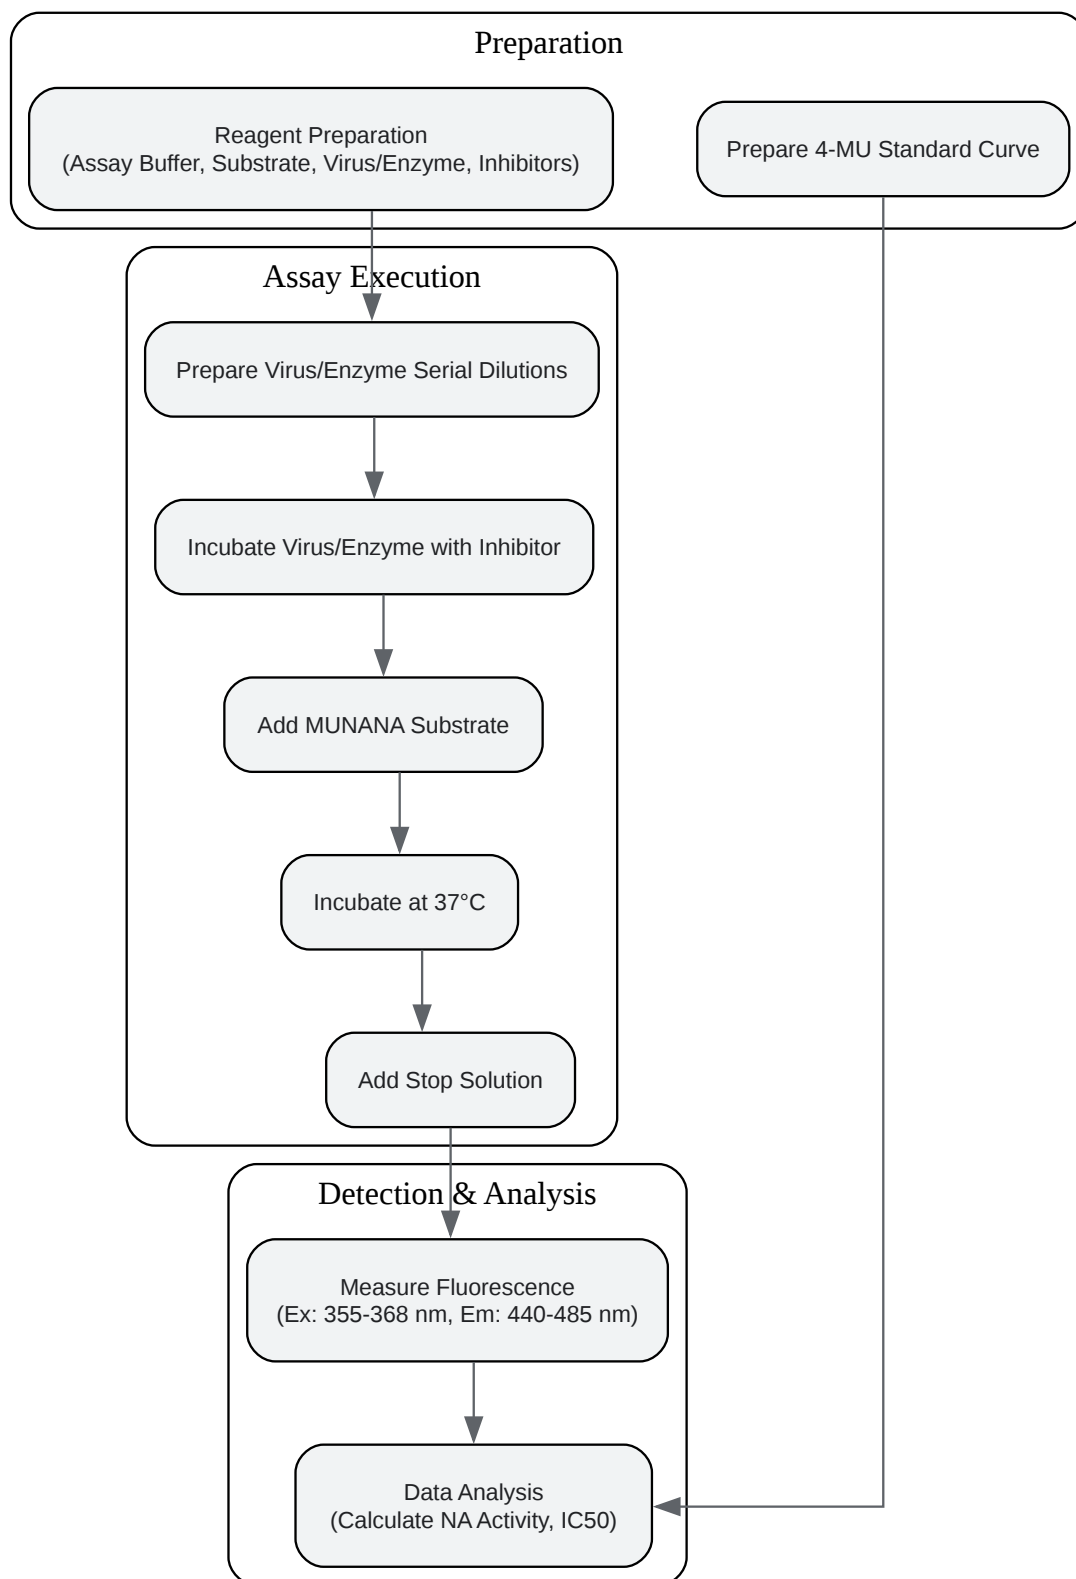 Preparation
Reagent Preparation
(Assay Buffer, Substrate, Virus/Enzyme, Inhibitors)
Prepare 4-MU Standard Curve
Assay Execution
Prepare Virus/Enzyme Serial Dilutions
Incubate Virus/Enzyme with Inhibitor
Add MUNANA Substrate
Incubate at 37°C
Add Stop Solution
Detection & Analysis
Measure Fluorescence
(Ex: 355-368 nm, Em: 440-485 nm)
Data Analysis
(Calculate NA Activity, IC50)